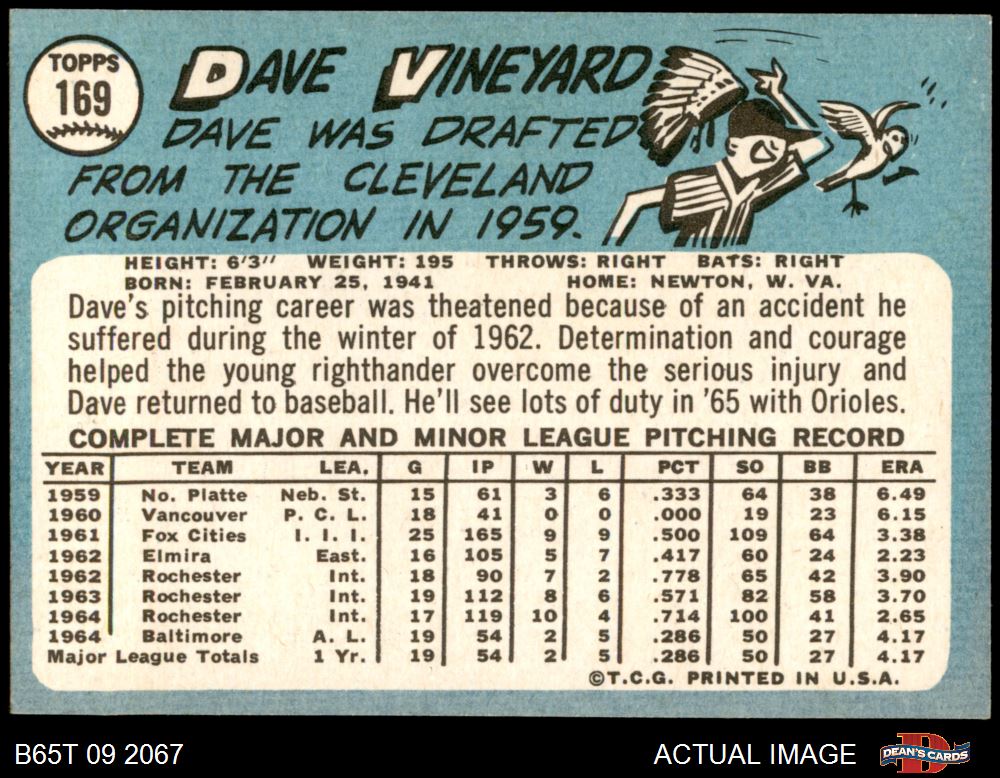 TOPPS
169
DAVE VINEYARD
DAVE WAS DRAFTED
FROM THE CLEVELAND
ORGANIZATION IN 1959.
HEIGHT: 6'3" WEIGHT: 195 THROWS: RIGHT BATS: RIGHT
BORN: FEBRUARY 25, 1941 HOME: NEWTON, W. VA.
Dave's pitching career was theatened because of an accident he
suffered during the winter of 1962. Determination and courage
helped the young righthander overcome the serious injury and
Dave returned to baseball. He'll see lots of duty in '65 with Orioles.
COMPLETE MAJOR AND MINOR LEAGUE PITCHING RECORD
YEAR TEAM LEA. G IP W L PCT SO BB ERA
1959 No. Platte Neb. St. 15 61 3 6 .333 64 38 6.49
1960 Vancouver P. C. L. 18 41 0 0 .000 19 23 6.15
1961 Fox Cities I. I. I. 25 165 9 9 .500 109 64 3.38
1962 Elmira East. 16 105 5 7 .417 60 24 2.23
1962 Rochester Int. 18 90 7 2 .778 65 42 3.90
1963 Rochester Int. 19 112 8 6 .571 82 58 3.70
1964 Rochester Int. 17 119 10 4 .714 100 41 2.65
1964 Baltimore A. L. 19 54 2 5 .286 50 27 4.17
Major League Totals 1 Yr. 19 54 2 5 .286 50 27 4.17
©T.C.G. PRINTED IN U.S.A.
B65T 09 2067 ACTUAL IMAGE D DEAN'S CARDS